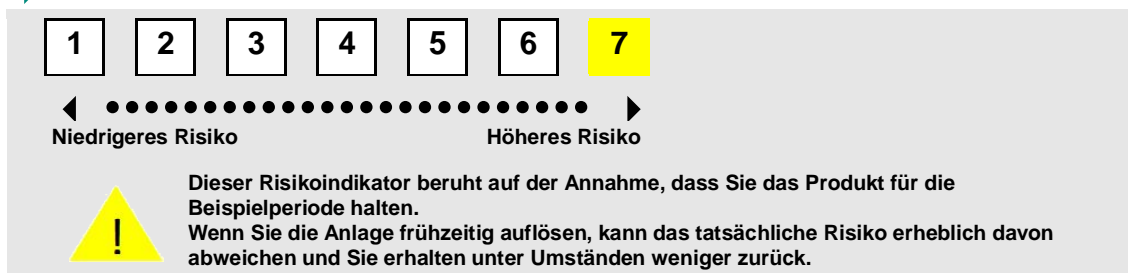 1 2 3 4 5 6 7
Niedrigeres Risiko Höheres Risiko
Dieser Risikoindikator beruht auf der Annahme, dass Sie das Produkt für die
Beispielperiode halten.
! Wenn Sie die Anlage frühzeitig auflösen, kann das tatsächliche Risiko erheblich davon
abweichen und Sie erhalten unter Umständen weniger zurück.